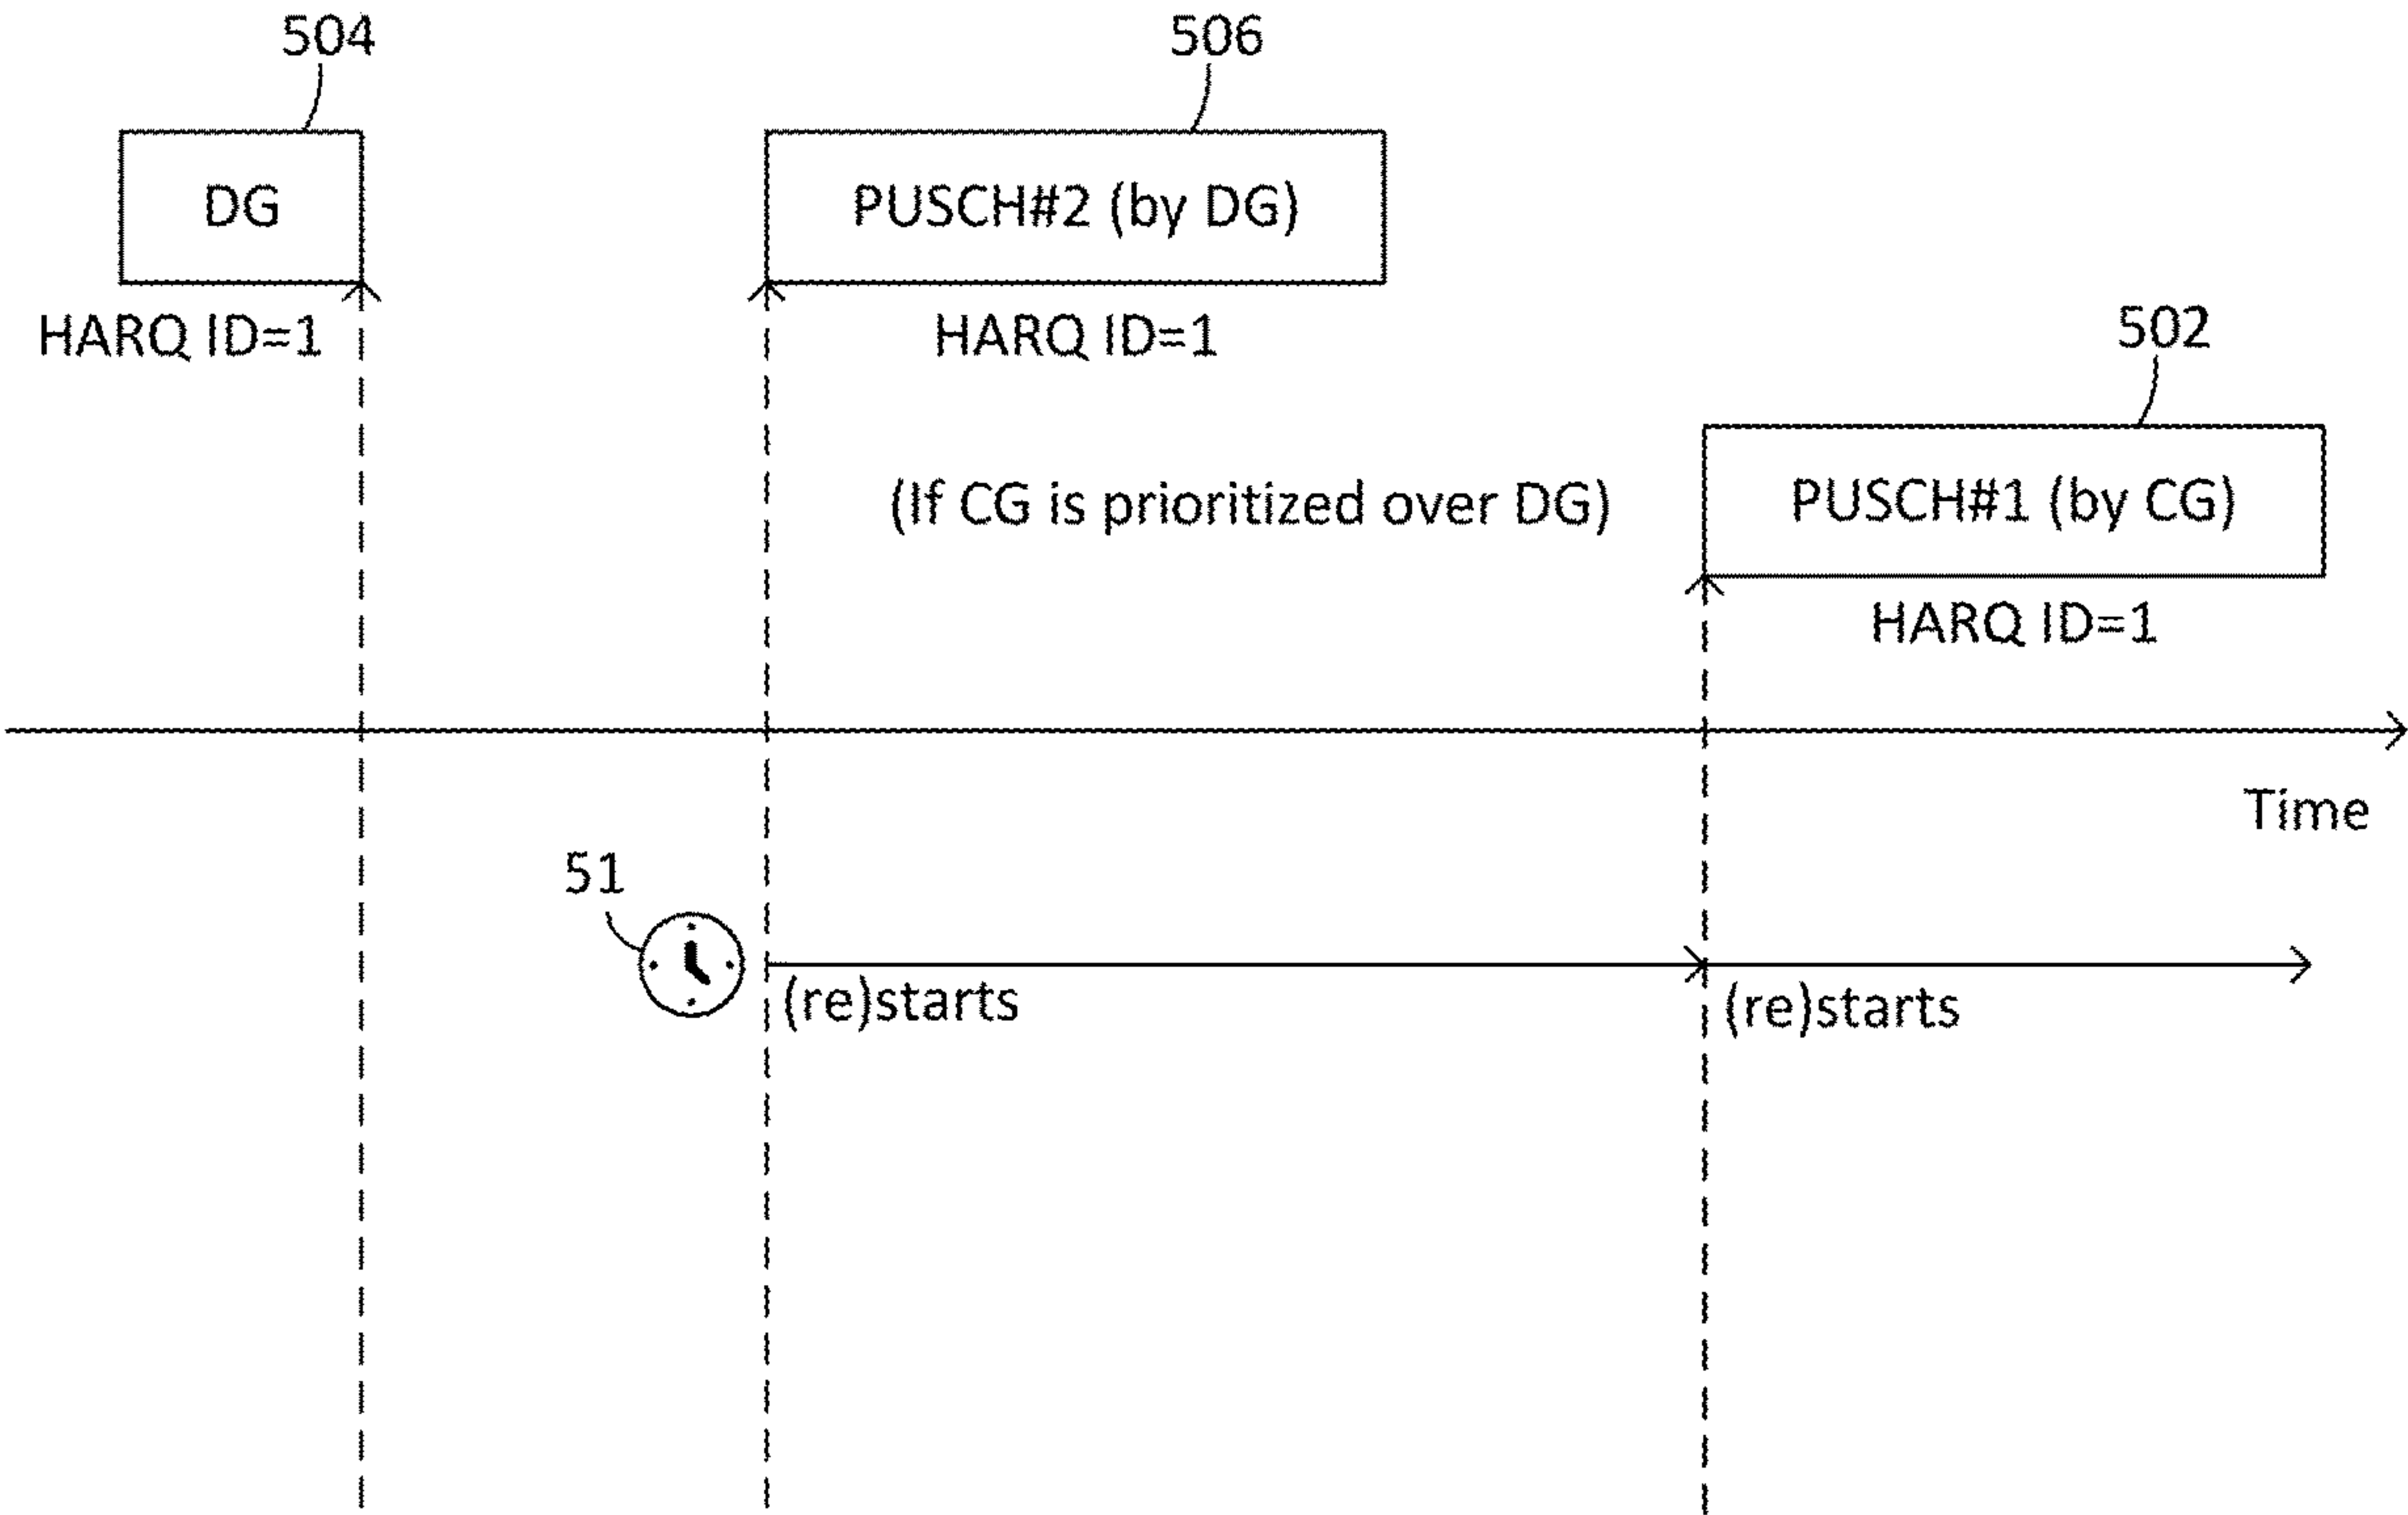 504
506
DG
PUSCH#2 (by DG)
HARQ ID=1
HARQ ID=1
502
(If CG is prioritized over DG)
PUSCH#1 (by CG)
HARQ ID=1
Time
51
(re)starts
(re)starts